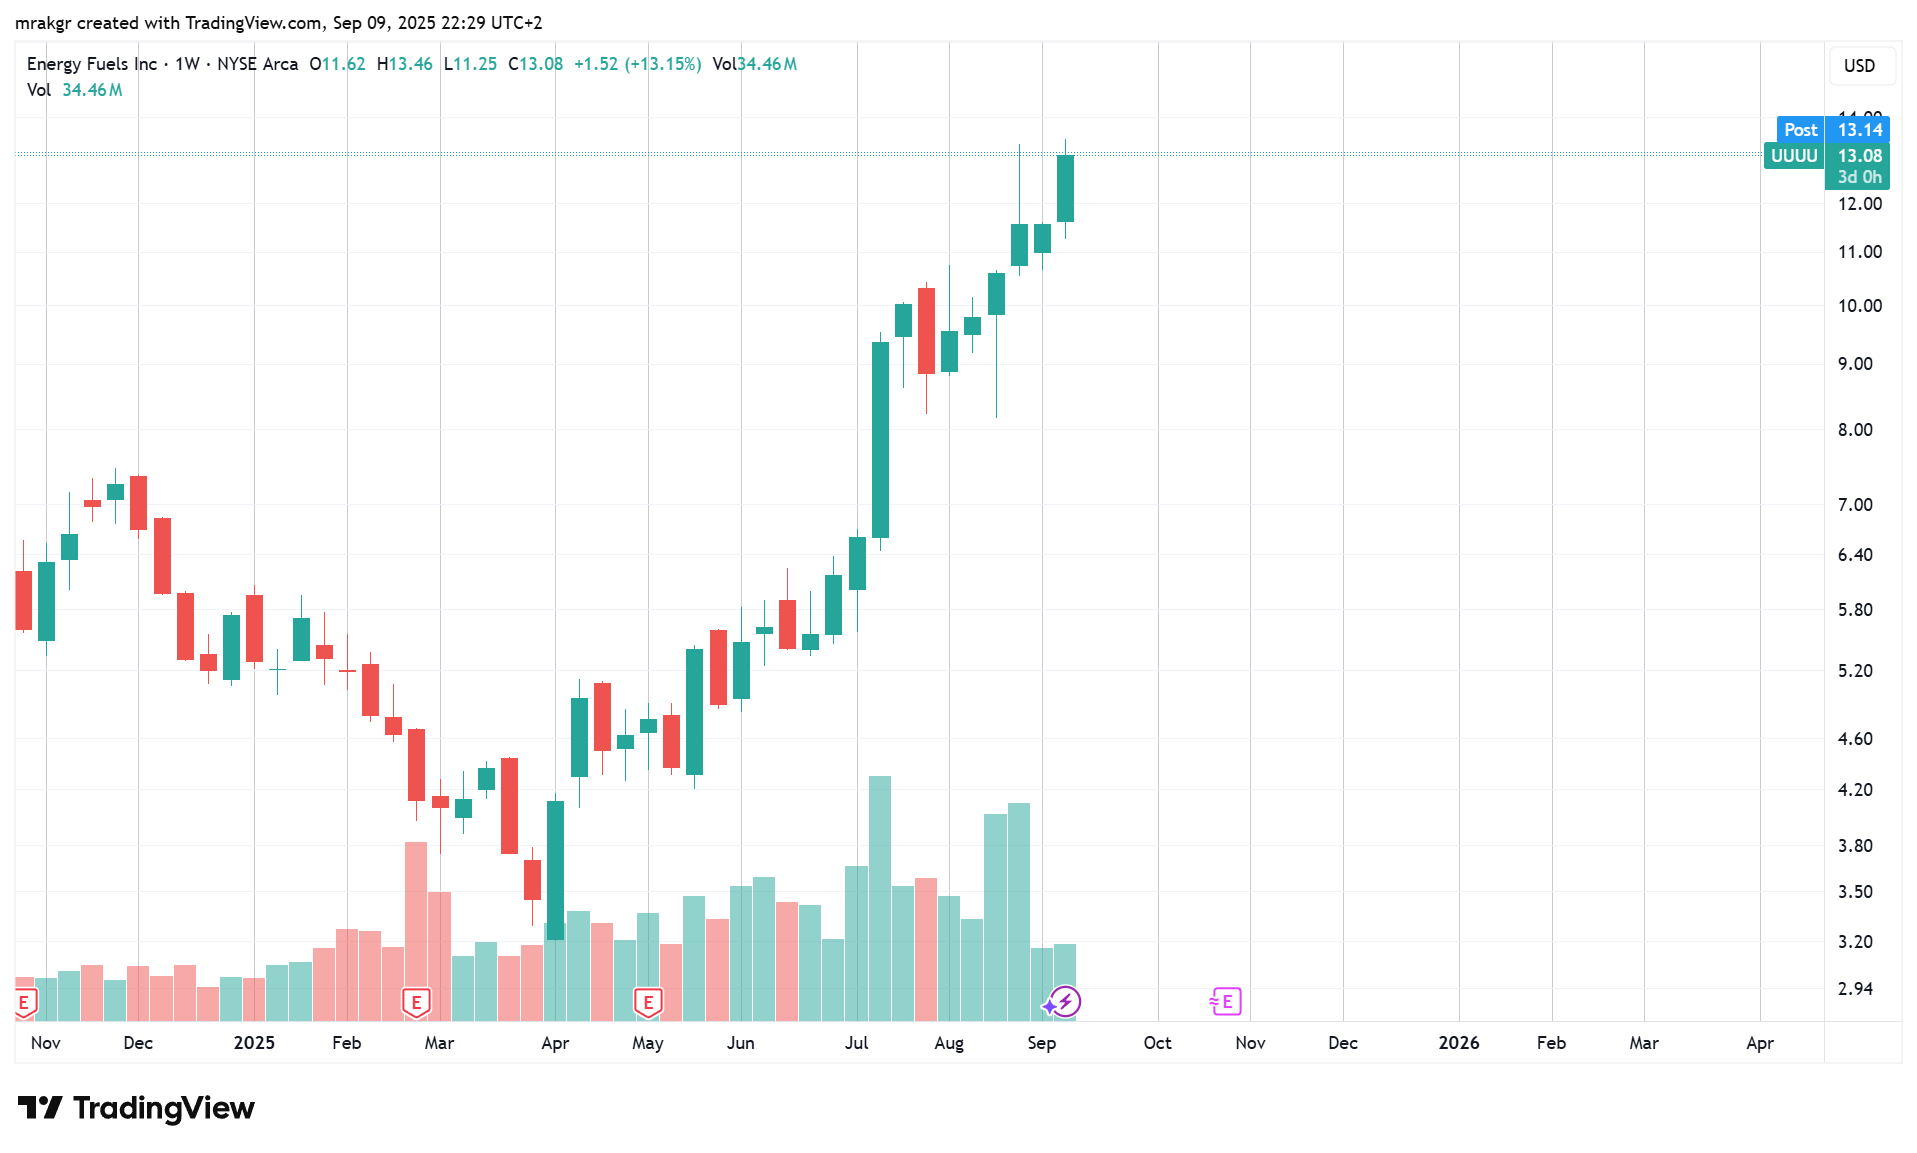 mrakgr created with TradingView.com, Sep 09, 2025 22:29 UTC+2
Energy Fuels Inc · 1W · NYSE Arca O11.62 H13.46 L11.25 C13.08 +1.52 (+13.15%) Vol34.46 M
Vol 34.46 M
USD
14.00
Post 13.14
UUUU 13.08
3d 0h
12.00
11.00
10.00
9.00
8.00
7.00
6.40
5.80
5.20
4.60
4.20
3.80
3.50
3.20
2.94
E E E ≈E
Nov Dec 2025 Feb Mar Apr May Jun Jul Aug Sep Oct Nov Dec 2026 Feb Mar Apr
TradingView